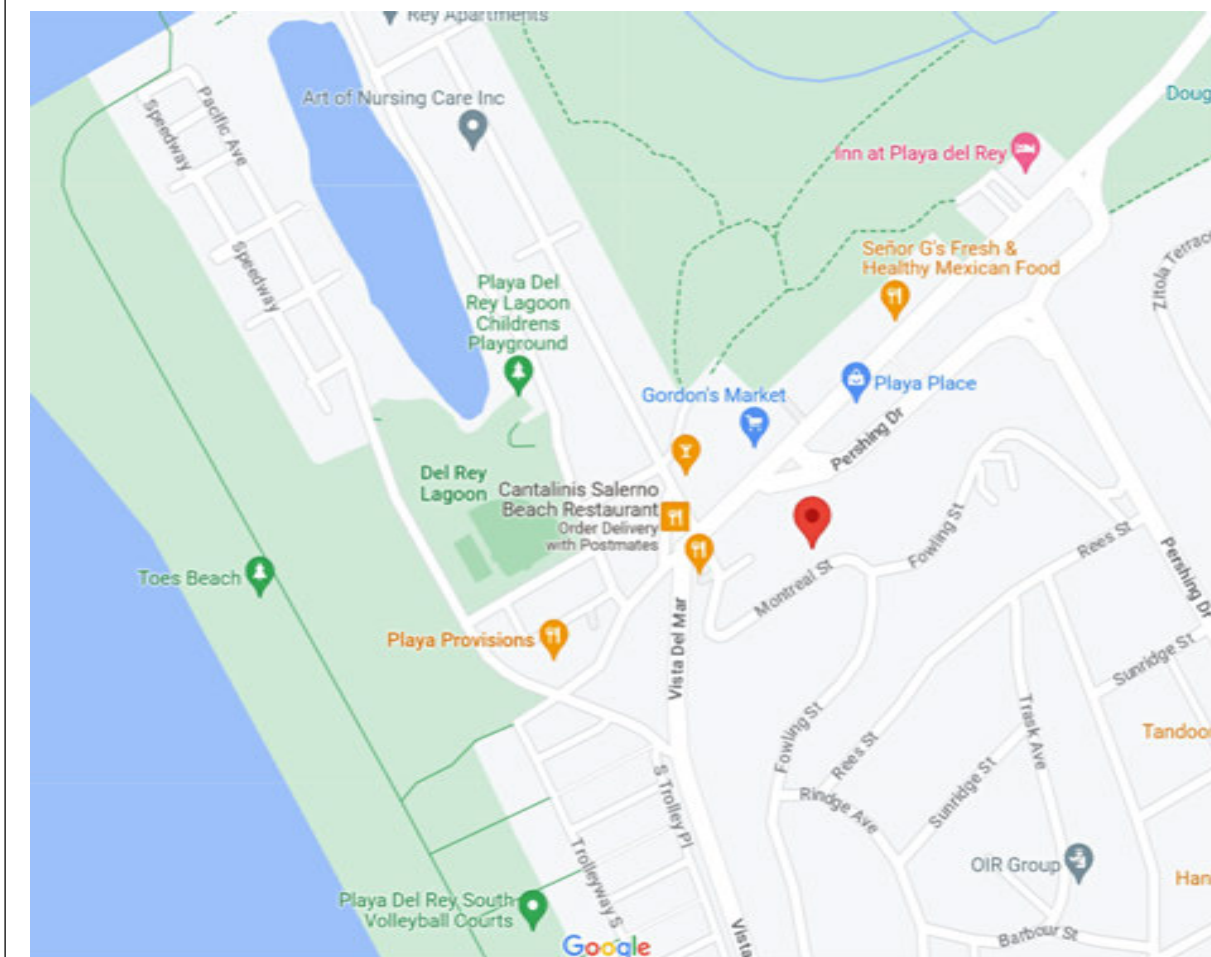 Rey Apartments
Art of Nursing Care Inc
Doug
Pacific Ave
Speedway
Inn at Playa del Rey
Señor G's Fresh &
Healthy Mexican Food
Zitola Terrace
Speedway
Playa Del
Rey Lagoon
Childrens
Playground
Gordon's Market
Playa Place
Pershing Dr
Del Rey
Lagoon
Cantalinis Salerno
Beach Restaurant
Order Delivery
with Postmates
Fowling St
Rees St
Toes Beach
Montreal St
Pershing Dr
Playa Provisions
Vista Del Mar
Sunridge St
Fowling St
Rees St
Trask Ave
Tandoor
S Trolley Pl
Rindge Ave
Sunridge St
Trolleyway S
OIR Group
Han
Playa Del Rey South
Volleyball Courts
Vista
Barbour St
Google